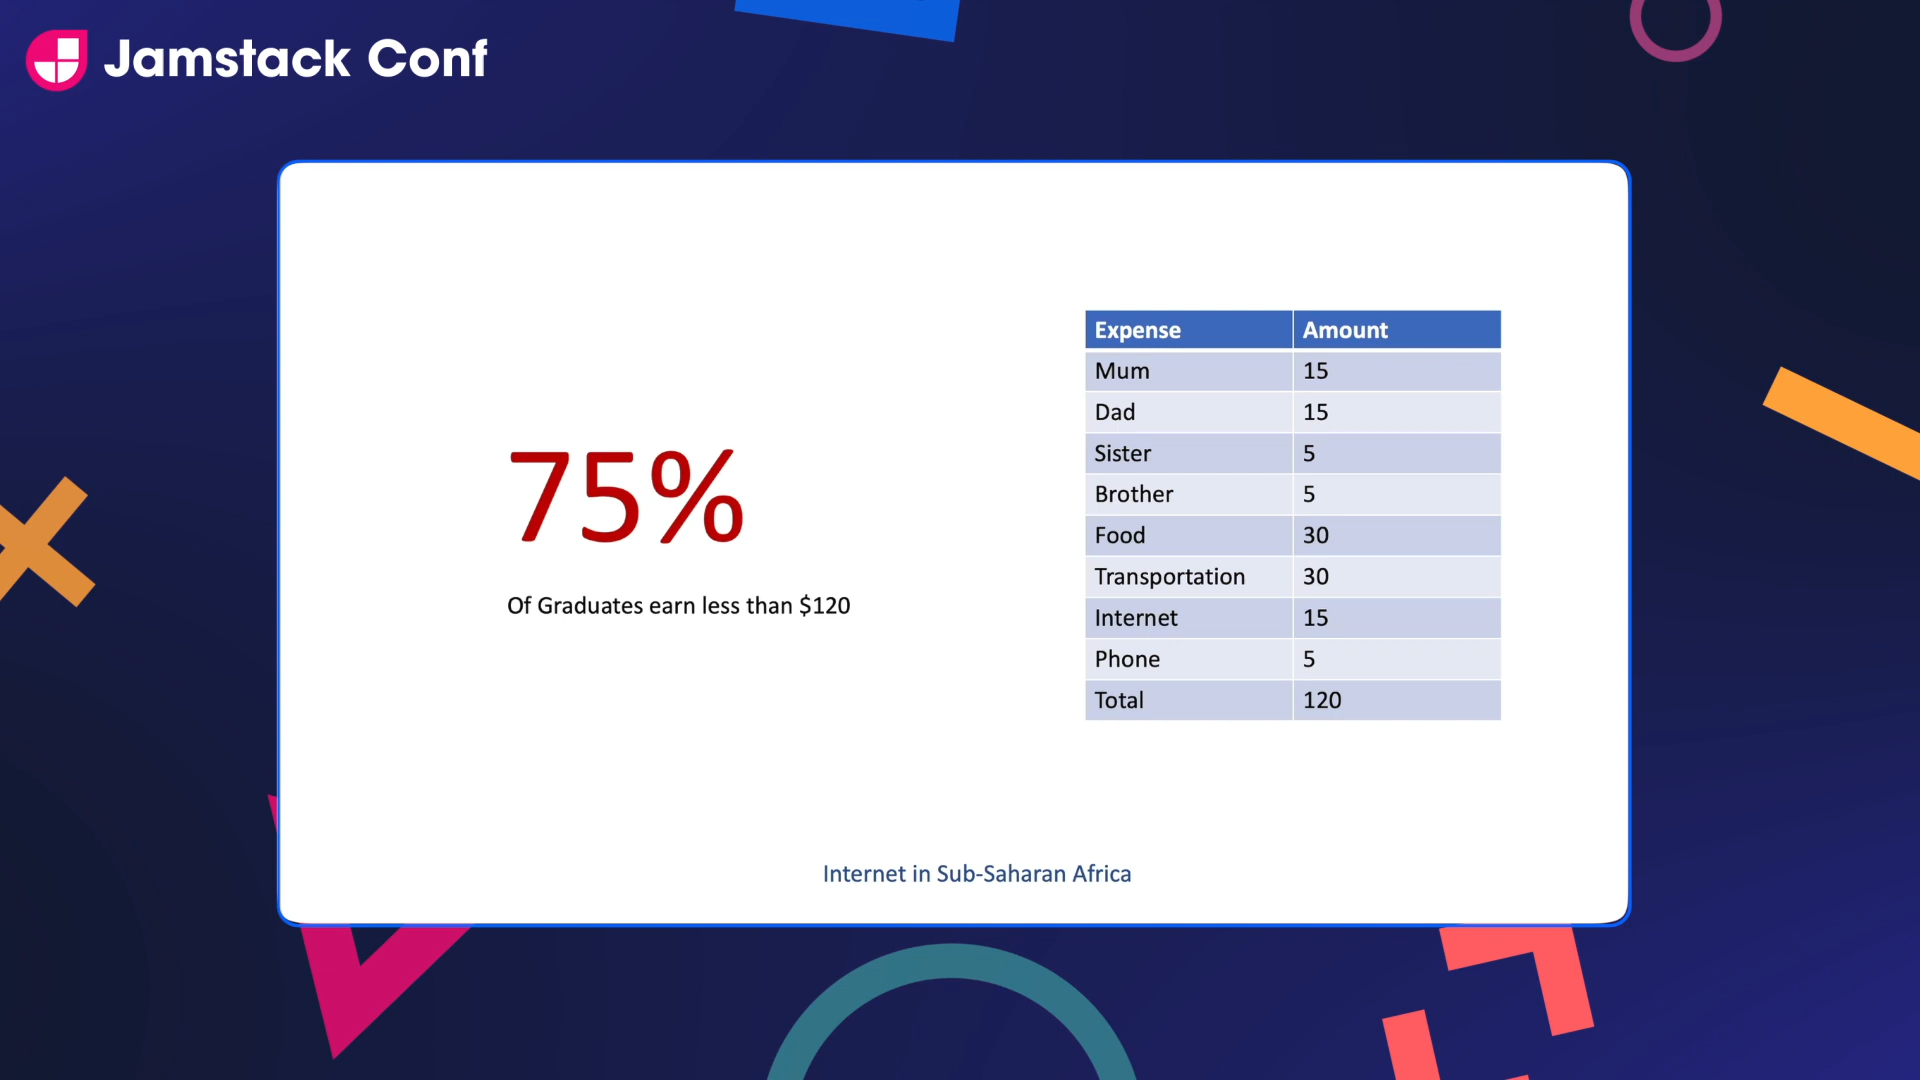 Jamstack Conf
75%
Of Graduates earn less than $120
Expense Amount
Mum 15
Dad 15
Sister 5
Brother 5
Food 30
Transportation 30
Internet 15
Phone 5
Total 120
Internet in Sub-Saharan Africa